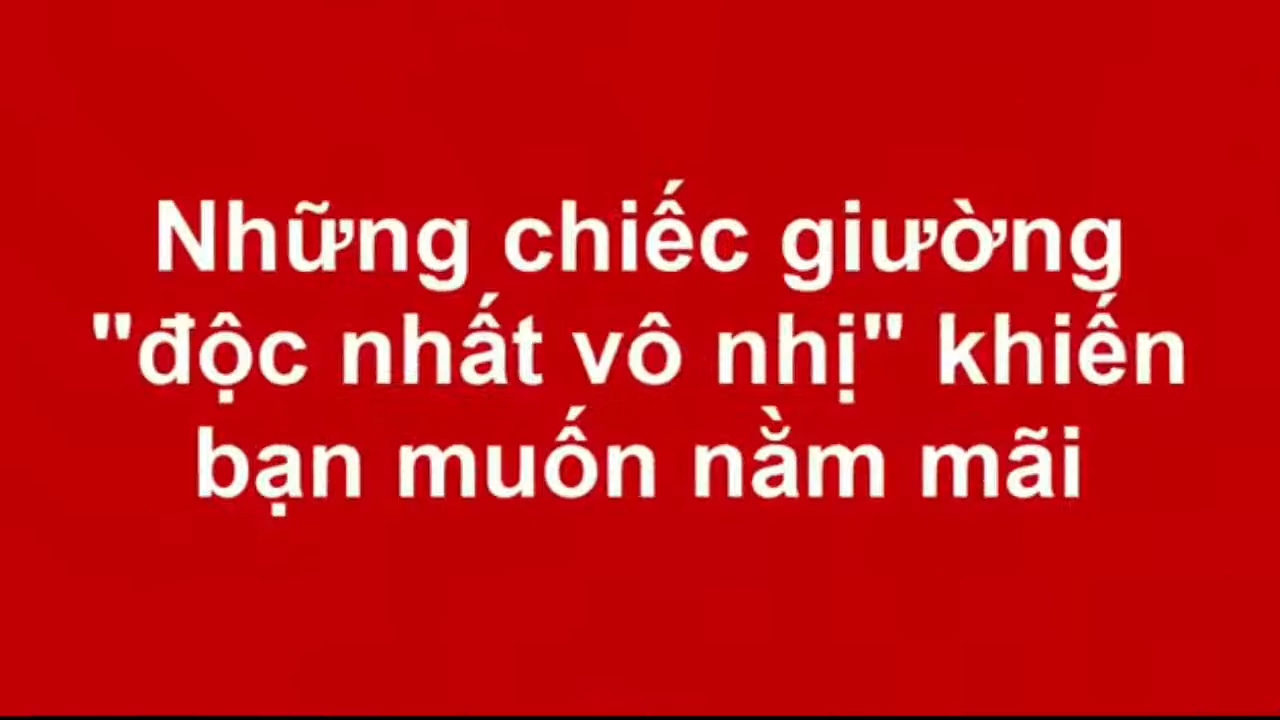 Những chiếc giường
"độc nhất vô nhị" khiến
bạn muốn nằm mãi